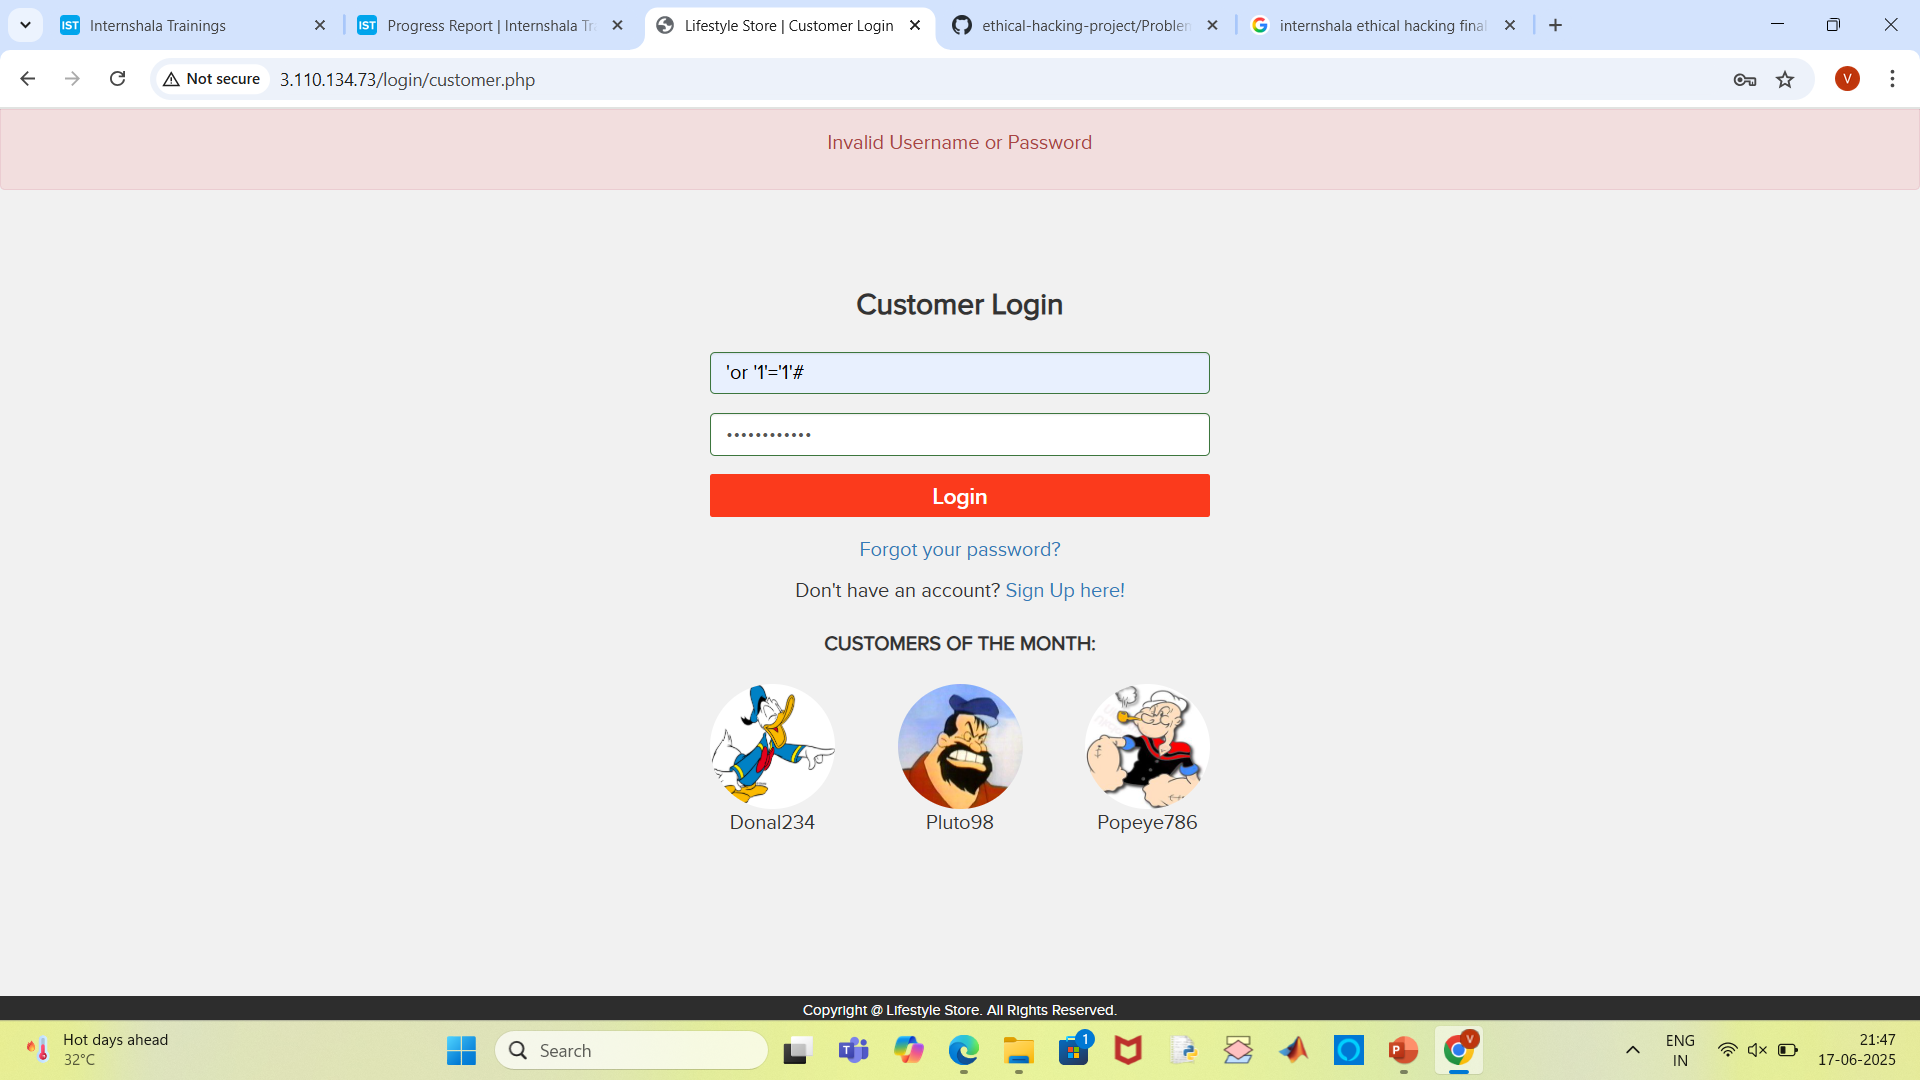 IST Internshala Trainings
IST Progress Report | Internshala Tr
Lifestyle Store | Customer Login
ethical-hacking-project/Problem
internshala ethical hacking final
Not secure
3.110.134.73/login/customer.php
V
Invalid Username or Password
Customer Login
'or '1'='1'#
Login
Forgot your password?
Don't have an account? Sign Up here!
CUSTOMERS OF THE MONTH:
Donal234
Pluto98
Popeye786
Copyright @ Lifestyle Store. All Rights Reserved.
Hot days ahead
32°C
Search
1
V
ENG
IN
21:47
17-06-2025